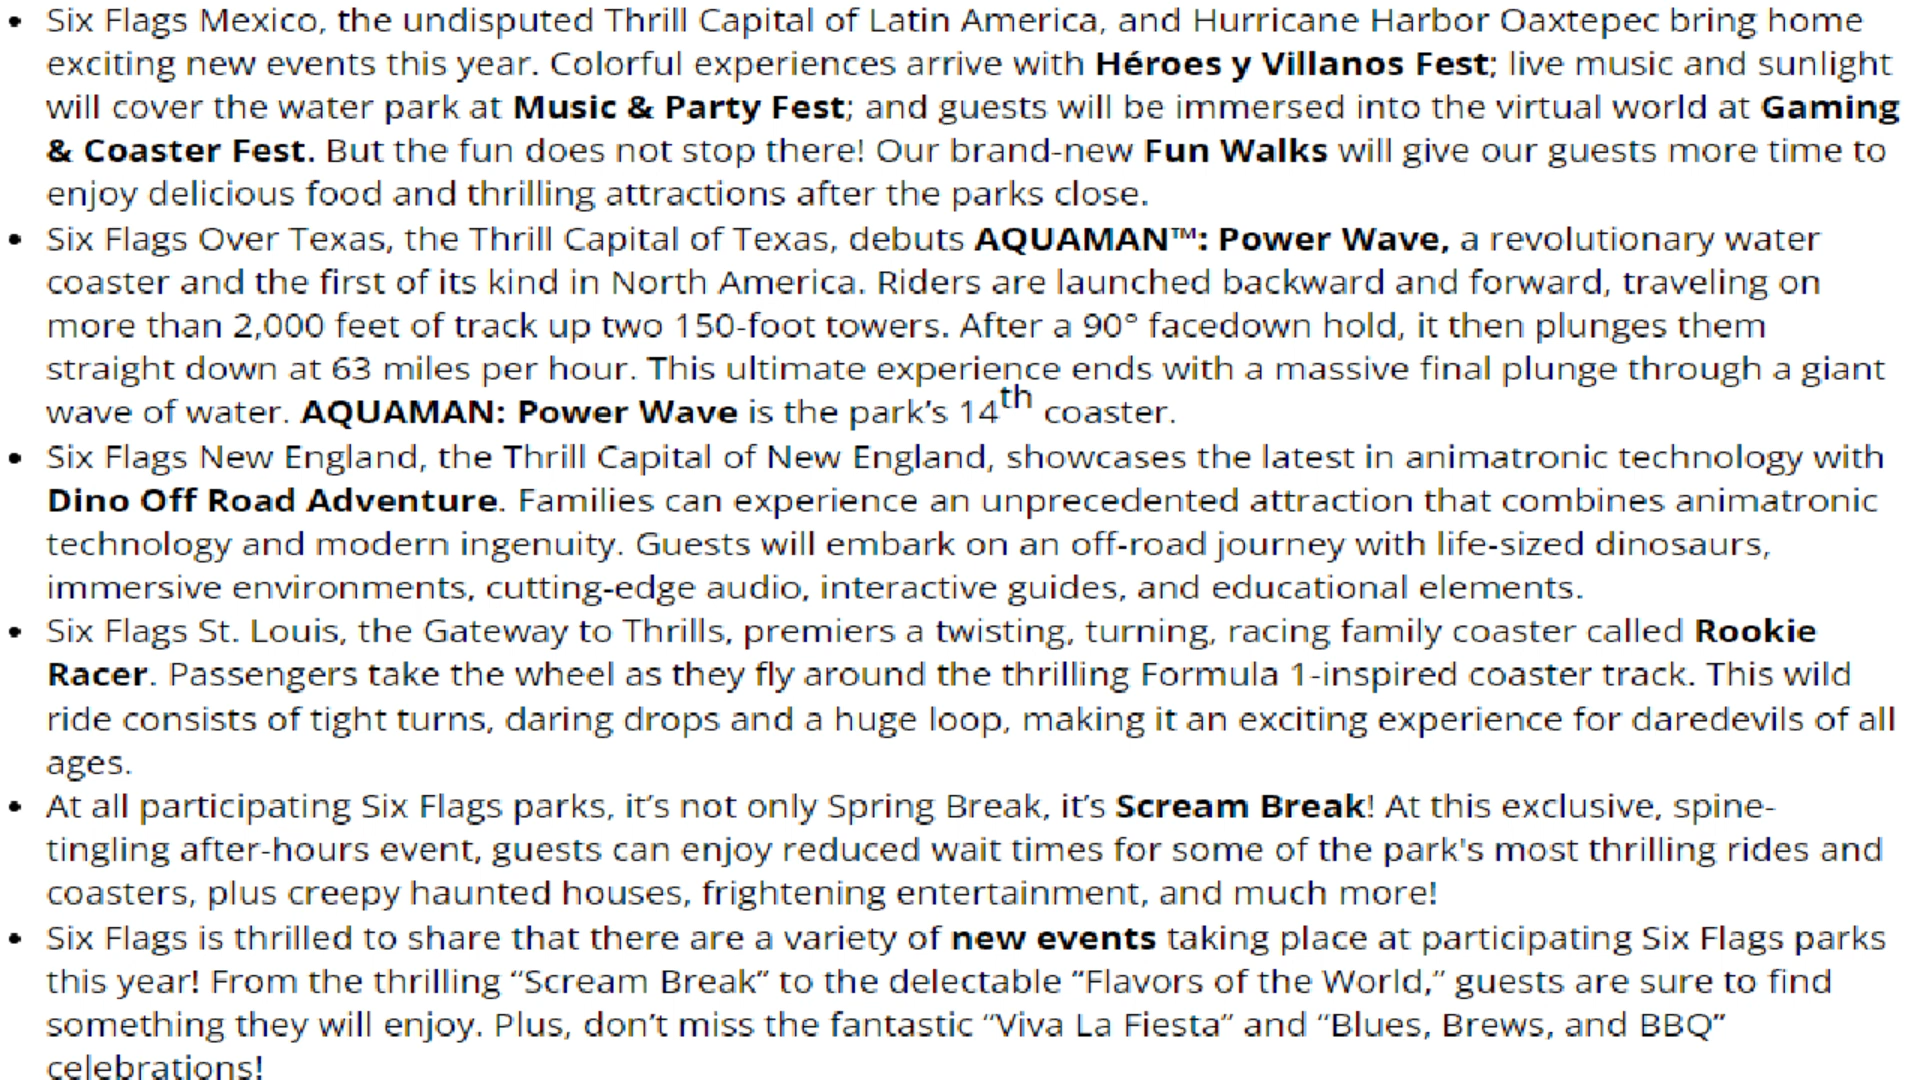 • Six Flags Mexico, the undisputed Thrill Capital of Latin America, and Hurricane Harbor Oaxtepec bring home
exciting new events this year. Colorful experiences arrive with Héroes y Villanos Fest; live music and sunlight
will cover the water park at Music & Party Fest; and guests will be immersed into the virtual world at Gaming
& Coaster Fest. But the fun does not stop there! Our brand-new Fun Walks will give our guests more time to
enjoy delicious food and thrilling attractions after the parks close.
• Six Flags Over Texas, the Thrill Capital of Texas, debuts AQUAMAN™: Power Wave, a revolutionary water
coaster and the first of its kind in North America. Riders are launched backward and forward, traveling on
more than 2,000 feet of track up two 150-foot towers. After a 90° facedown hold, it then plunges them
straight down at 63 miles per hour. This ultimate experience ends with a massive final plunge through a giant
wave of water. AQUAMAN: Power Wave is the park’s 14th coaster.
• Six Flags New England, the Thrill Capital of New England, showcases the latest in animatronic technology with
Dino Off Road Adventure. Families can experience an unprecedented attraction that combines animatronic
technology and modern ingenuity. Guests will embark on an off-road journey with life-sized dinosaurs,
immersive environments, cutting-edge audio, interactive guides, and educational elements.
• Six Flags St. Louis, the Gateway to Thrills, premiers a twisting, turning, racing family coaster called Rookie
Racer. Passengers take the wheel as they fly around the thrilling Formula 1-inspired coaster track. This wild
ride consists of tight turns, daring drops and a huge loop, making it an exciting experience for daredevils of all
ages.
• At all participating Six Flags parks, it’s not only Spring Break, it’s Scream Break! At this exclusive, spine-
tingling after-hours event, guests can enjoy reduced wait times for some of the park's most thrilling rides and
coasters, plus creepy haunted houses, frightening entertainment, and much more!
• Six Flags is thrilled to share that there are a variety of new events taking place at participating Six Flags parks
this year! From the thrilling “Scream Break” to the delectable “Flavors of the World,” guests are sure to find
something they will enjoy. Plus, don’t miss the fantastic “Viva La Fiesta” and “Blues, Brews, and BBQ”
celebrations!